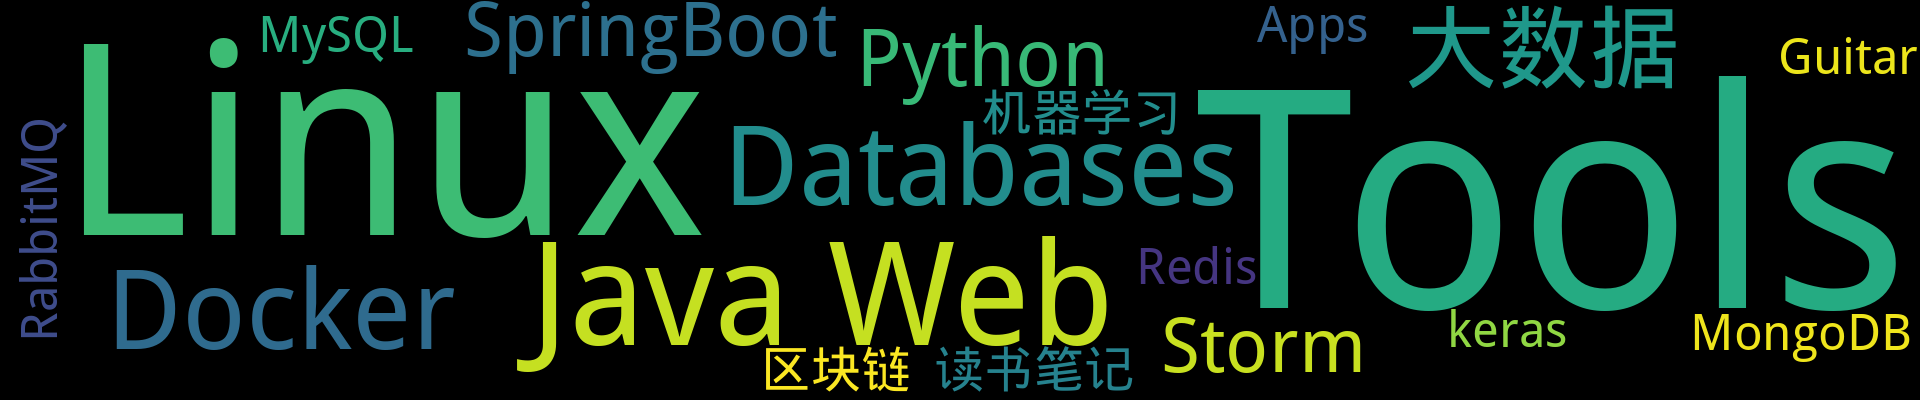 MySQL
SpringBoot
Python
Apps
大数据
Guitar
RabbitMQ
Linux
机器学习
Databases
Tools
Docker
Java Web
Redis
Storm
keras
MongoDB
区块链
读书笔记